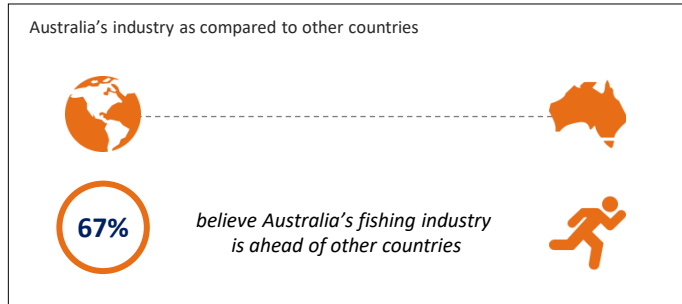 Australia’s industry as compared to other countries
67%
believe Australia’s fishing industry
is ahead of other countries